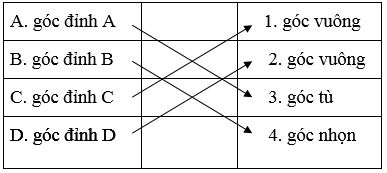 A. góc đỉnh A 1. góc vuông
B. góc đỉnh B 2. góc vuông
C. góc đỉnh C 3. góc tù
D. góc đỉnh D 4. góc nhọn